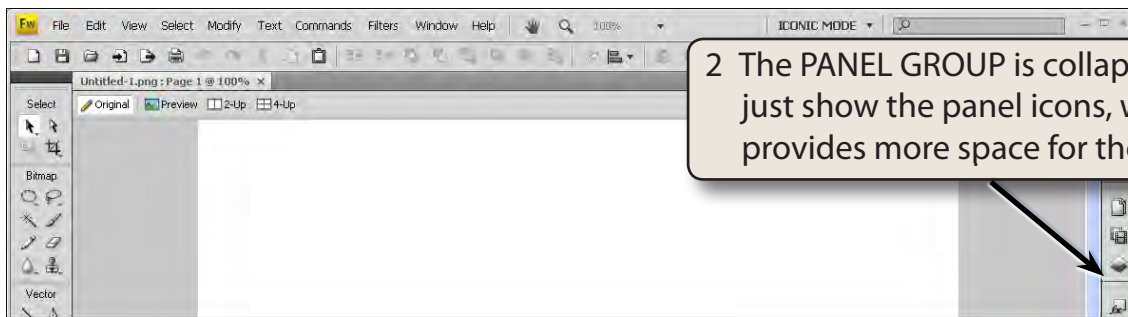 Fw File Edit View Select Modify Text Commands Filters Window Help 100% ICONIC MODE
Untitled-1.png : Page 1 @ 100% ×
Select Original Preview 2-Up 4-Up
2 The PANEL GROUP is collap
just show the panel icons, w
provides more space for the
Bitmap
Vector